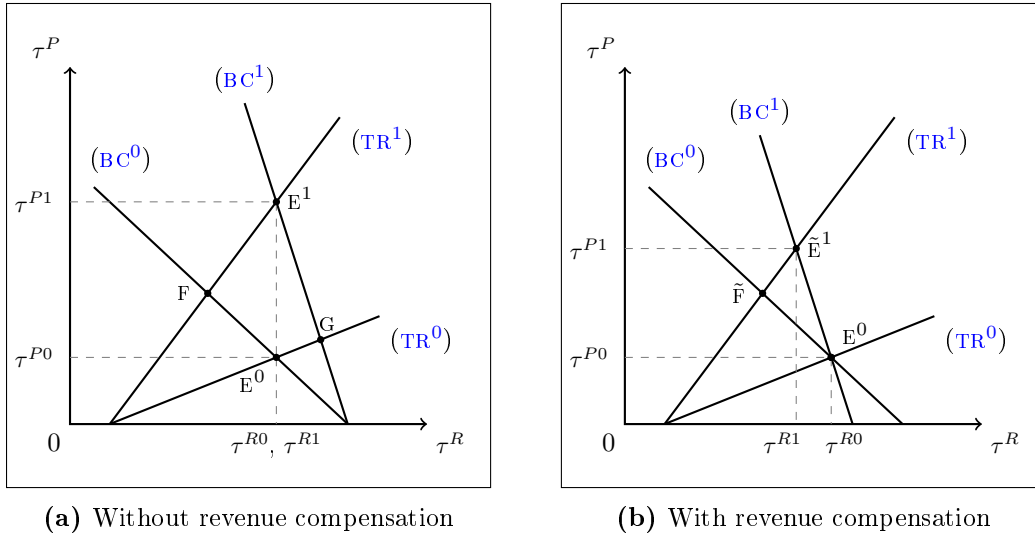 τ^P
(BC^1)
(TR^1)
(BC^0)
τ^{P1}
E^1
F
G
(TR^0)
τ^{P0}
E^0
0
τ^{R0}, τ^{R1}
τ^R
(a) Without revenue compensation
τ^P
(BC^1)
(TR^1)
(BC^0)
τ^{P1}
Ẽ^1
F̃
E^0
(TR^0)
τ^{P0}
0
τ^{R1}
τ^{R0}
τ^R
(b) With revenue compensation